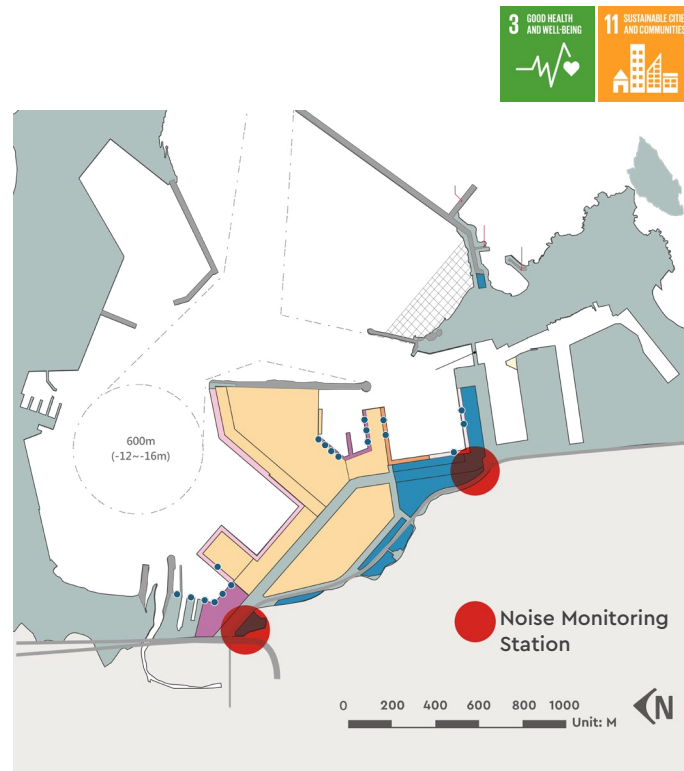 3 GOOD HEALTH
AND WELL-BEING
11 SUSTAINABLE CITIES
AND COMMUNITIES
600m
(-12~-16m)
Noise Monitoring
Station
0 200 400 600 800 1000
Unit: M
N